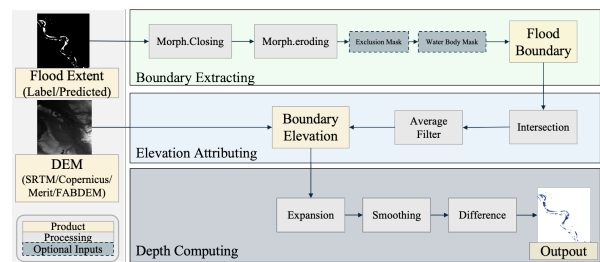 Flood Extent
(Label/Predicted)
DEM
(SRTM/Copernicus/
Merit/FABDEM)
Product
Processing
Optional Inputs
Morph.Closing
Morph.eroding
Exclusion Mask
Water Body Mask
Flood
Boundary
Boundary Extracting
Boundary
Elevation
Average
Filter
Intersection
Elevation Attributing
Expansion
Smoothing
Difference
Outpout
Depth Computing